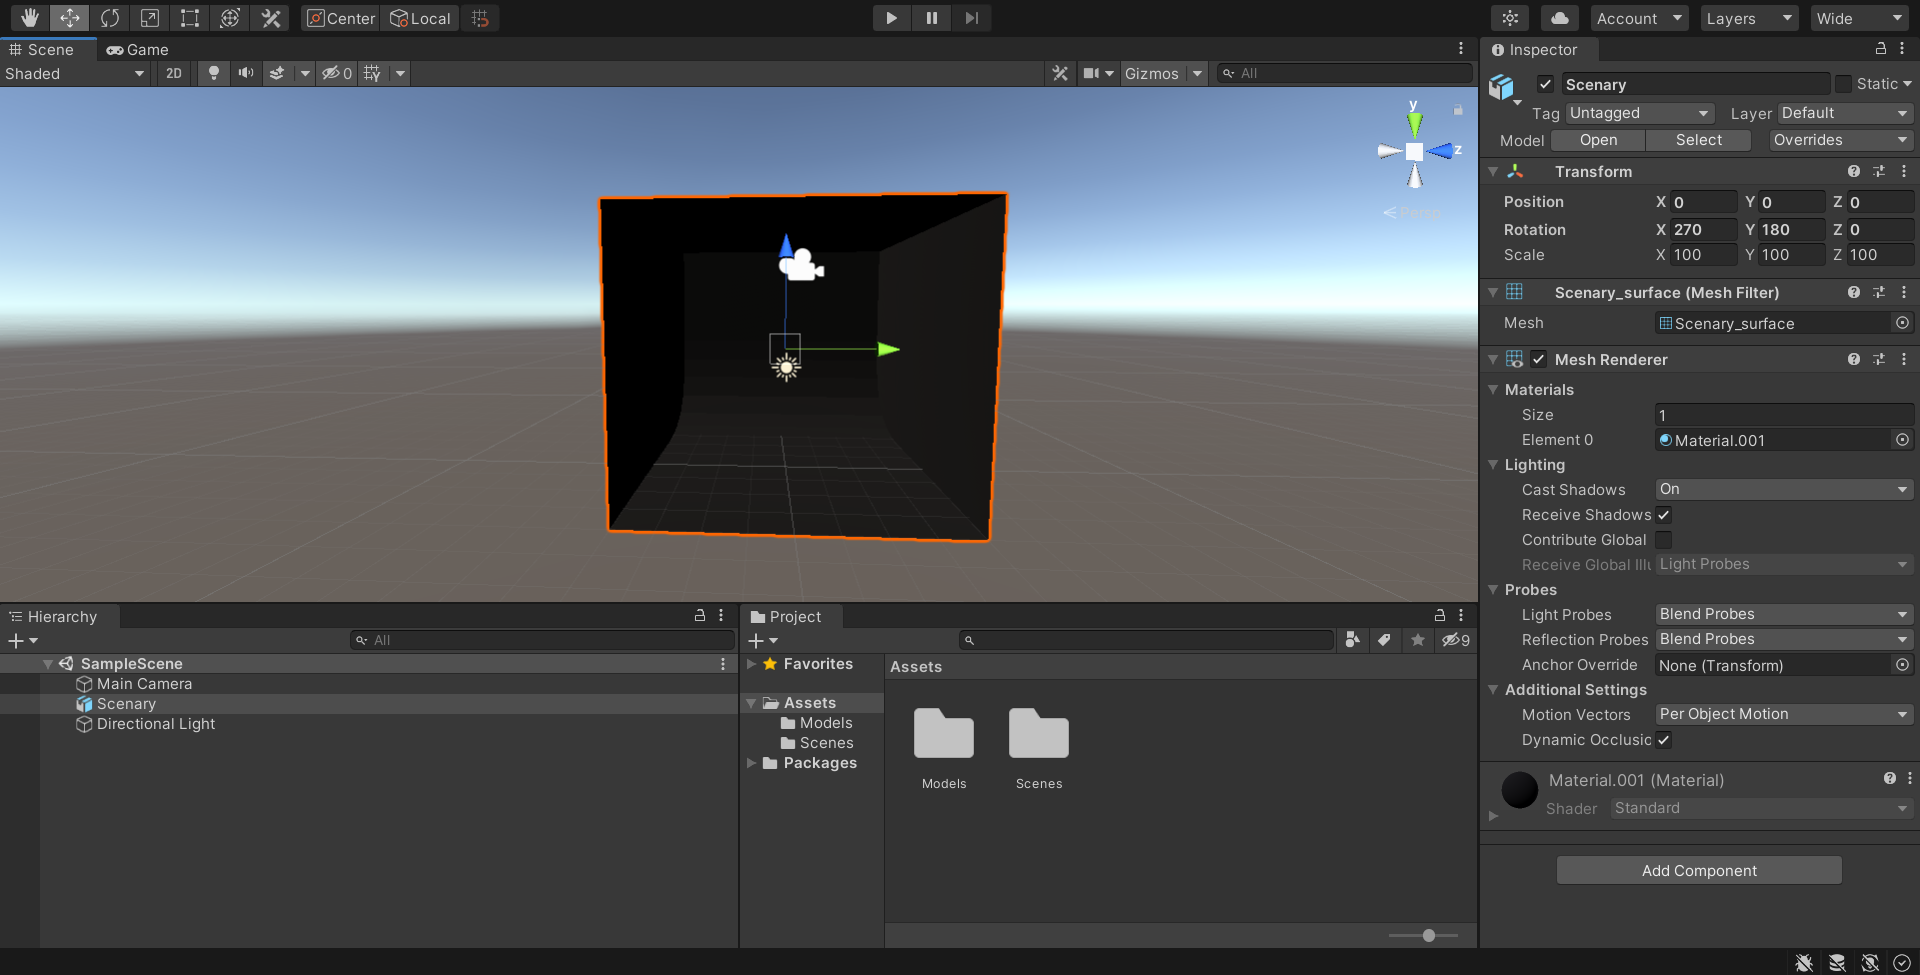 Center Local Account Layers Wide
Scene Game
Shaded 2D 0 Gizmos All
y
z
Persp
Hierarchy
All
SampleScene
Main Camera
Scenary
Directional Light
Project
9
Favorites
Assets
Models
Scenes
Packages
Assets
Models Scenes
Inspector
Scenary Static
Tag Untagged Layer Default
Model Open Select Overrides
Transform
Position X 0 Y 0 Z 0
Rotation X 270 Y 180 Z 0
Scale X 100 Y 100 Z 100
Scenary_surface (Mesh Filter)
Mesh Scenary_surface
Mesh Renderer
Materials
Size 1
Element 0 Material.001
Lighting
Cast Shadows On
Receive Shadows
Contribute Global
Receive Global Illu Light Probes
Probes
Light Probes Blend Probes
Reflection Probes Blend Probes
Anchor Override None (Transform)
Additional Settings
Motion Vectors Per Object Motion
Dynamic Occlusic
Material.001 (Material)
Shader Standard
Add Component